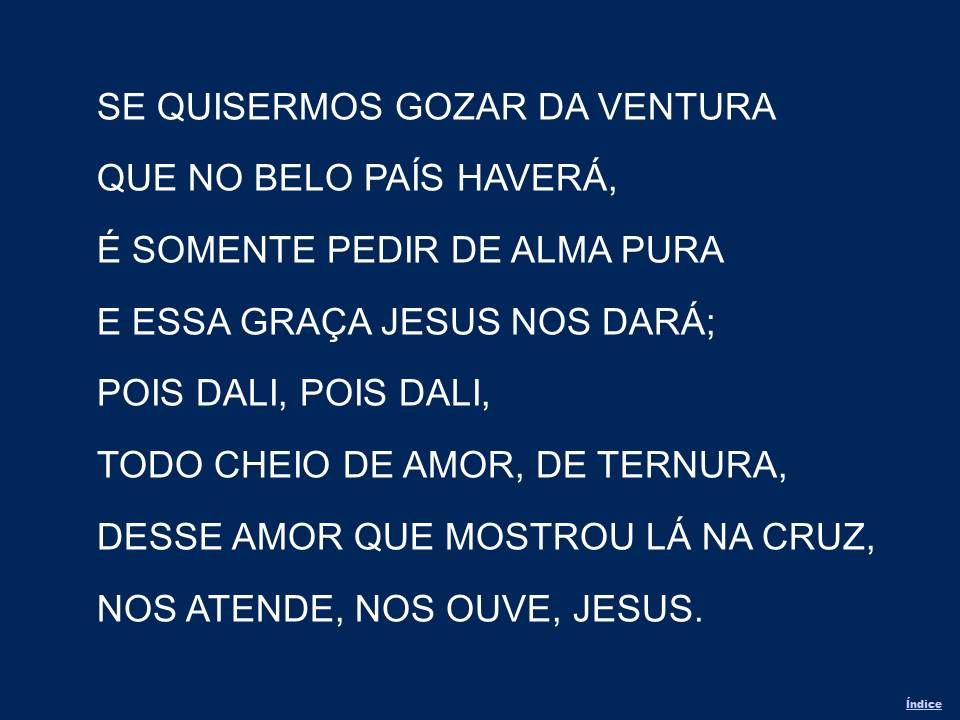 SE QUISERMOS GOZAR DA VENTURA
QUE NO BELO PAÍS HAVERÁ,
É SOMENTE PEDIR DE ALMA PURA
E ESSA GRAÇA JESUS NOS DARÁ;
POIS DALI, POIS DALI,
TODO CHEIO DE AMOR, DE TERNURA,
DESSE AMOR QUE MOSTROU LÁ NA CRUZ,
NOS ATENDE, NOS OUVE, JESUS.
Índice